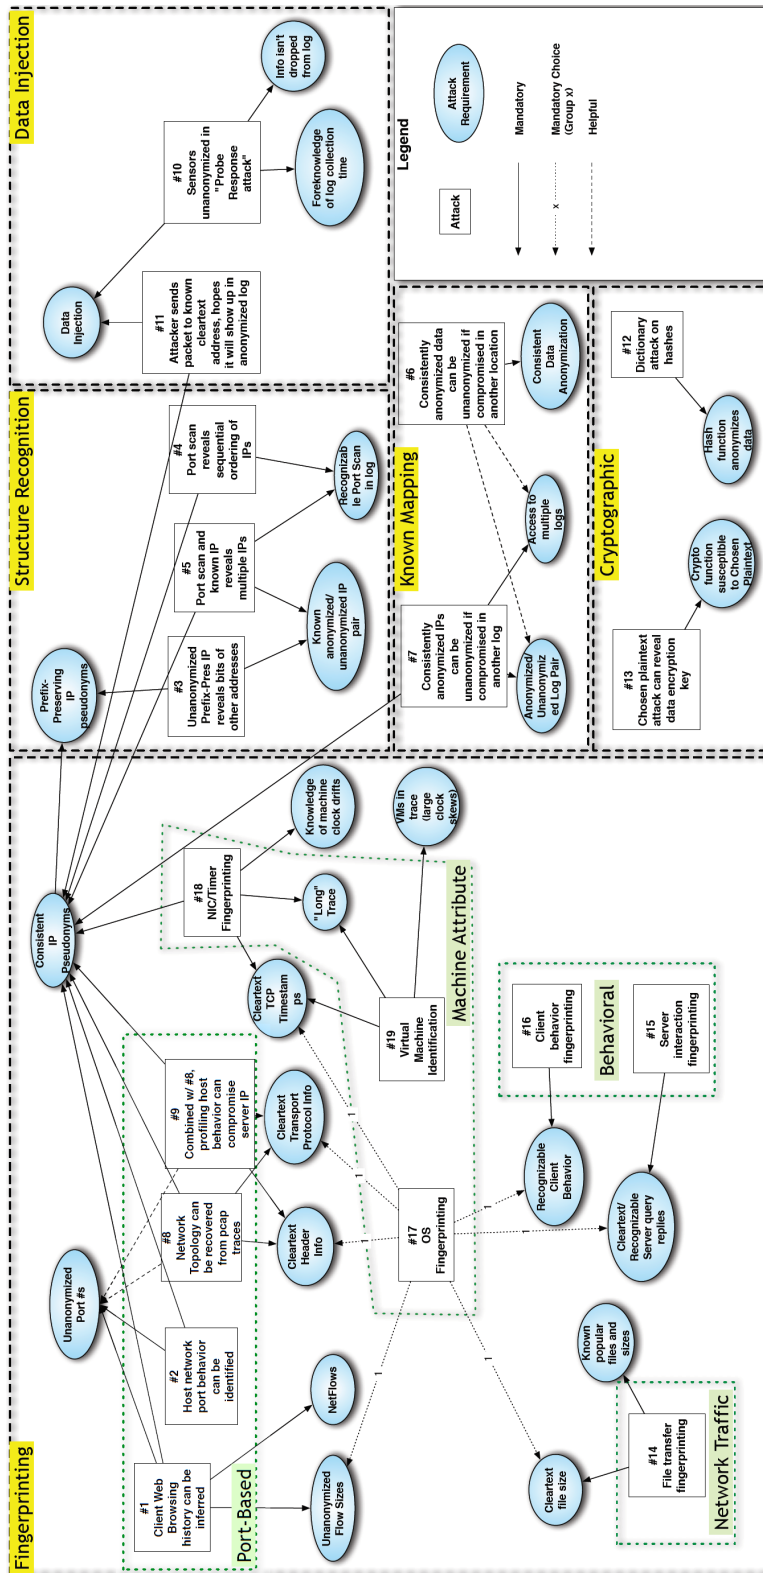 Fingerprinting
#1
Client Web
Browsing
history can be
inferred
Port-Based
Unanonymized
Flow Sizes
NetFlows
#2
Host network
port behavior
can be
identified
Unanonymized
Port #s
#8
Network
Topology can
be recovered
from pcap
traces
#9
Combined w/ #8,
profiling host
behavior can
compromise
server IP
Cleartext
Header
Info
Cleartext
Transport
Protocol Info
Consistent
IP
Pseudonyms
#18
NIC/Timer
Fingerprinting
Cleartext
TCP
Timestam
ps
"Long"
Trace
Knowledge
of machine
clock drifts
VMs in
trace
(large
clock
skews)
#19
Virtual
Machine
Identification
Machine Attribute
#17
OS
Fingerprinting
1
1
1
1
1
1
1
Known
popular
files and
sizes
Cleartext
file size
#14
File transfer
fingerprinting
Network Traffic
Recognizable
Client
Behavior
Cleartext/
Recognizable
Server query
replies
#16
Client
behavior
fingerprinting
#15
Server
interaction
fingerprinting
Behavioral
Structure Recognition
Prefix-
Preserving
IP
pseudonyms
#3
Unanonymized
Prefix-Pres IP
reveals bits of
other addresses
#5
Port scan and
known IP
reveals
multiple IPs
#4
Port scan
reveals
sequential
ordering of
IPs
Known
anonymized/
unanonymized IP
pair
Recognizab
le Port Scan
in log
Data Injection
Data
Injection
#11
Attacker sends
packet to known
cleartext
address, hopes
it will show up in
anonymized log
#10
Sensors
unanonymized in
"Probe
Response
attack"
Info isn't
dropped
from log
Foreknowledge
of log collection
time
Known Mapping
#7
Consistently
anonymized IPs
can be
unanonymized if
compromised in
another log
#6
Consistently
anonymized data
can be
unanonymized if
compromised in
another location
Anonymized/
Unanonymiz
ed Log Pair
Access to
multiple
logs
Consistent
Data
Anonymization
Cryptographic
#13
Chosen plaintext
attack can reveal
data encryption
key
Crypto
function
susceptible
to Chosen
Plaintext
#12
Dictionary
attack on
hashes
Hash
function
anonymizes
data
Legend
Attack
Attack
Requirement
Mandatory
x
Mandatory Choice
(Group x)
Helpful